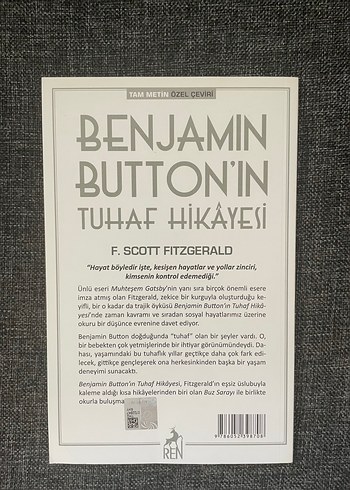 TAM METİN ÖZEL ÇEVİRİ
BENJAMIN
BUTTON'IN
TUHAF HİKÂYESİ
F. SCOTT FITZGERALD
"Hayat böyledir işte, kesişen hayatlar ve yollar zinciri,
kimsenin kontrol edemediği."
Ünlü eseri Muhteşem Gatsby'nin yanı sıra birçok önemli esere
imza atmış olan Fitzgerald, zekice bir kurguyla oluşturduğu ke-
yifli, bir o kadar da trajik öyküsü Benjamin Button'ın Tuhaf Hikâ-
yesi'nde zaman kavramı ve sıradan sosyal hayatlarımız üzerine
okuru bir düşünce evrenine davet ediyor.
Benjamin Button doğduğunda "tuhaf" olan bir şeyler vardı. O,
bir bebekten çok yetmişlerinde bir ihtiyar görünümündeydi. Da-
hası, yaşamındaki bu tuhaflık yıllar geçtikçe daha çok fark edi-
lecek, gittikçe gençleşerek ona herkesinkinden başka bir yaşam
deneyimi sunacaktı.
Benjamin Button'ın Tuhaf Hikâyesi, Fitzgerald'ın eşsiz üslubuyla
kaleme aldığı kısa hikâyelerinden biri olan Buz Sarayı ile birlikte
okurla buluşma
9786052398708
REN